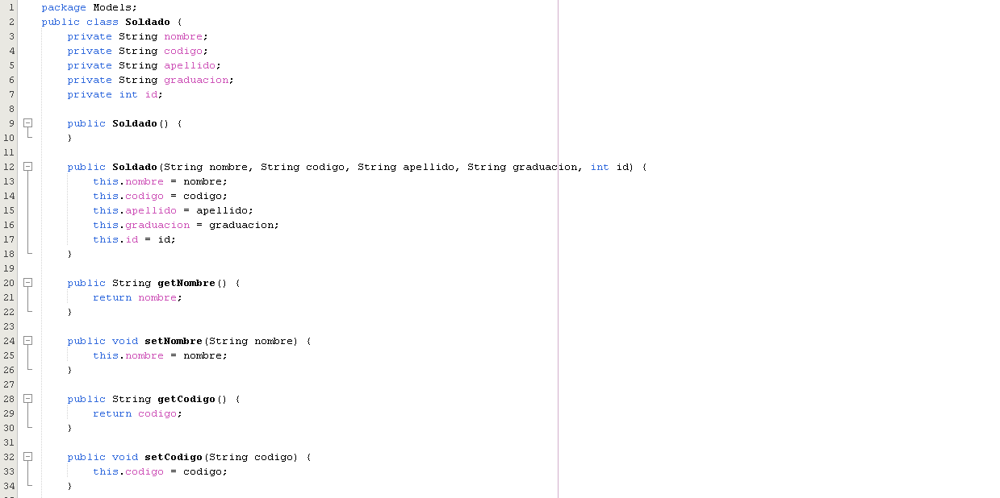 1 package Models;
2 public class Soldado {
3     private String nombre;
4     private String codigo;
5     private String apellido;
6     private String graduacion;
7     private int id;
8
9     public Soldado() {
10     }
11
12     public Soldado(String nombre, String codigo, String apellido, String graduacion, int id) {
13         this.nombre = nombre;
14         this.codigo = codigo;
15         this.apellido = apellido;
16         this.graduacion = graduacion;
17         this.id = id;
18     }
19
20     public String getNombre() {
21         return nombre;
22     }
23
24     public void setNombre(String nombre) {
25         this.nombre = nombre;
26     }
27
28     public String getCodigo() {
29         return codigo;
30     }
31
32     public void setCodigo(String codigo) {
33         this.codigo = codigo;
34     }